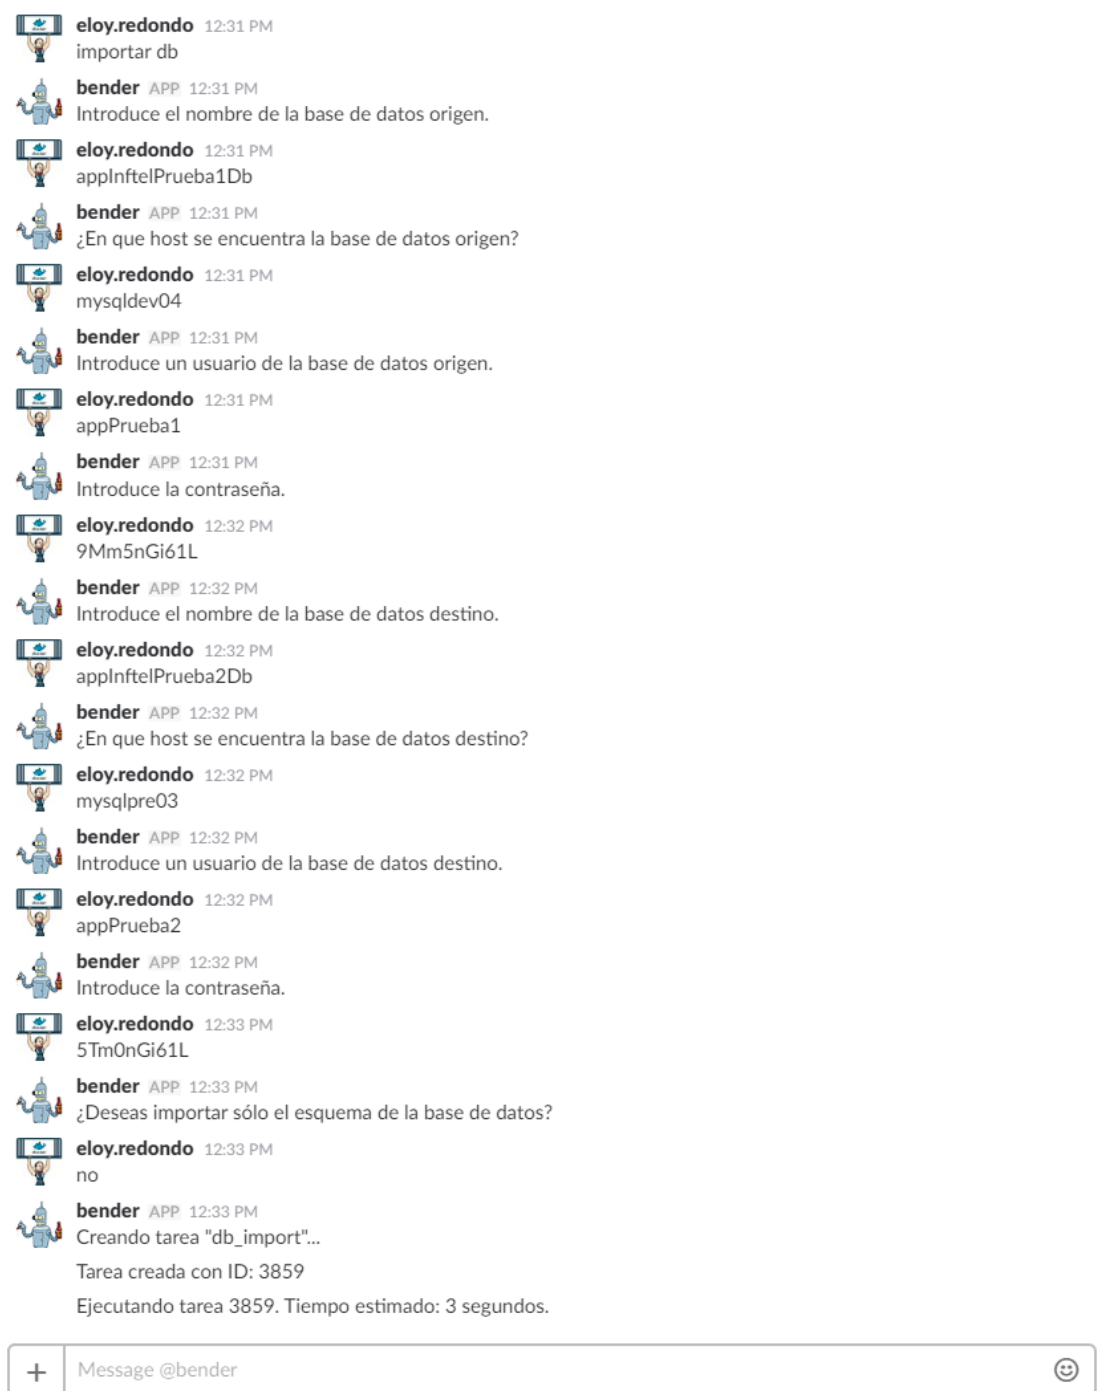 eloy.redondo 12:31 PM
importar db
bender APP 12:31 PM
Introduce el nombre de la base de datos origen.
eloy.redondo 12:31 PM
appInftelPrueba1Db
bender APP 12:31 PM
¿En que host se encuentra la base de datos origen?
eloy.redondo 12:31 PM
mysqldev04
bender APP 12:31 PM
Introduce un usuario de la base de datos origen.
eloy.redondo 12:31 PM
appPrueba1
bender APP 12:31 PM
Introduce la contraseña.
eloy.redondo 12:32 PM
9Mm5nGi61L
bender APP 12:32 PM
Introduce el nombre de la base de datos destino.
eloy.redondo 12:32 PM
appInftelPrueba2Db
bender APP 12:32 PM
¿En que host se encuentra la base de datos destino?
eloy.redondo 12:32 PM
mysqlpre03
bender APP 12:32 PM
Introduce un usuario de la base de datos destino.
eloy.redondo 12:32 PM
appPrueba2
bender APP 12:32 PM
Introduce la contraseña.
eloy.redondo 12:33 PM
5Tm0nGi61L
bender APP 12:33 PM
¿Deseas importar sólo el esquema de la base de datos?
eloy.redondo 12:33 PM
no
bender APP 12:33 PM
Creando tarea "db_import"...
Tarea creada con ID: 3859
Ejecutando tarea 3859. Tiempo estimado: 3 segundos.
Message @bender